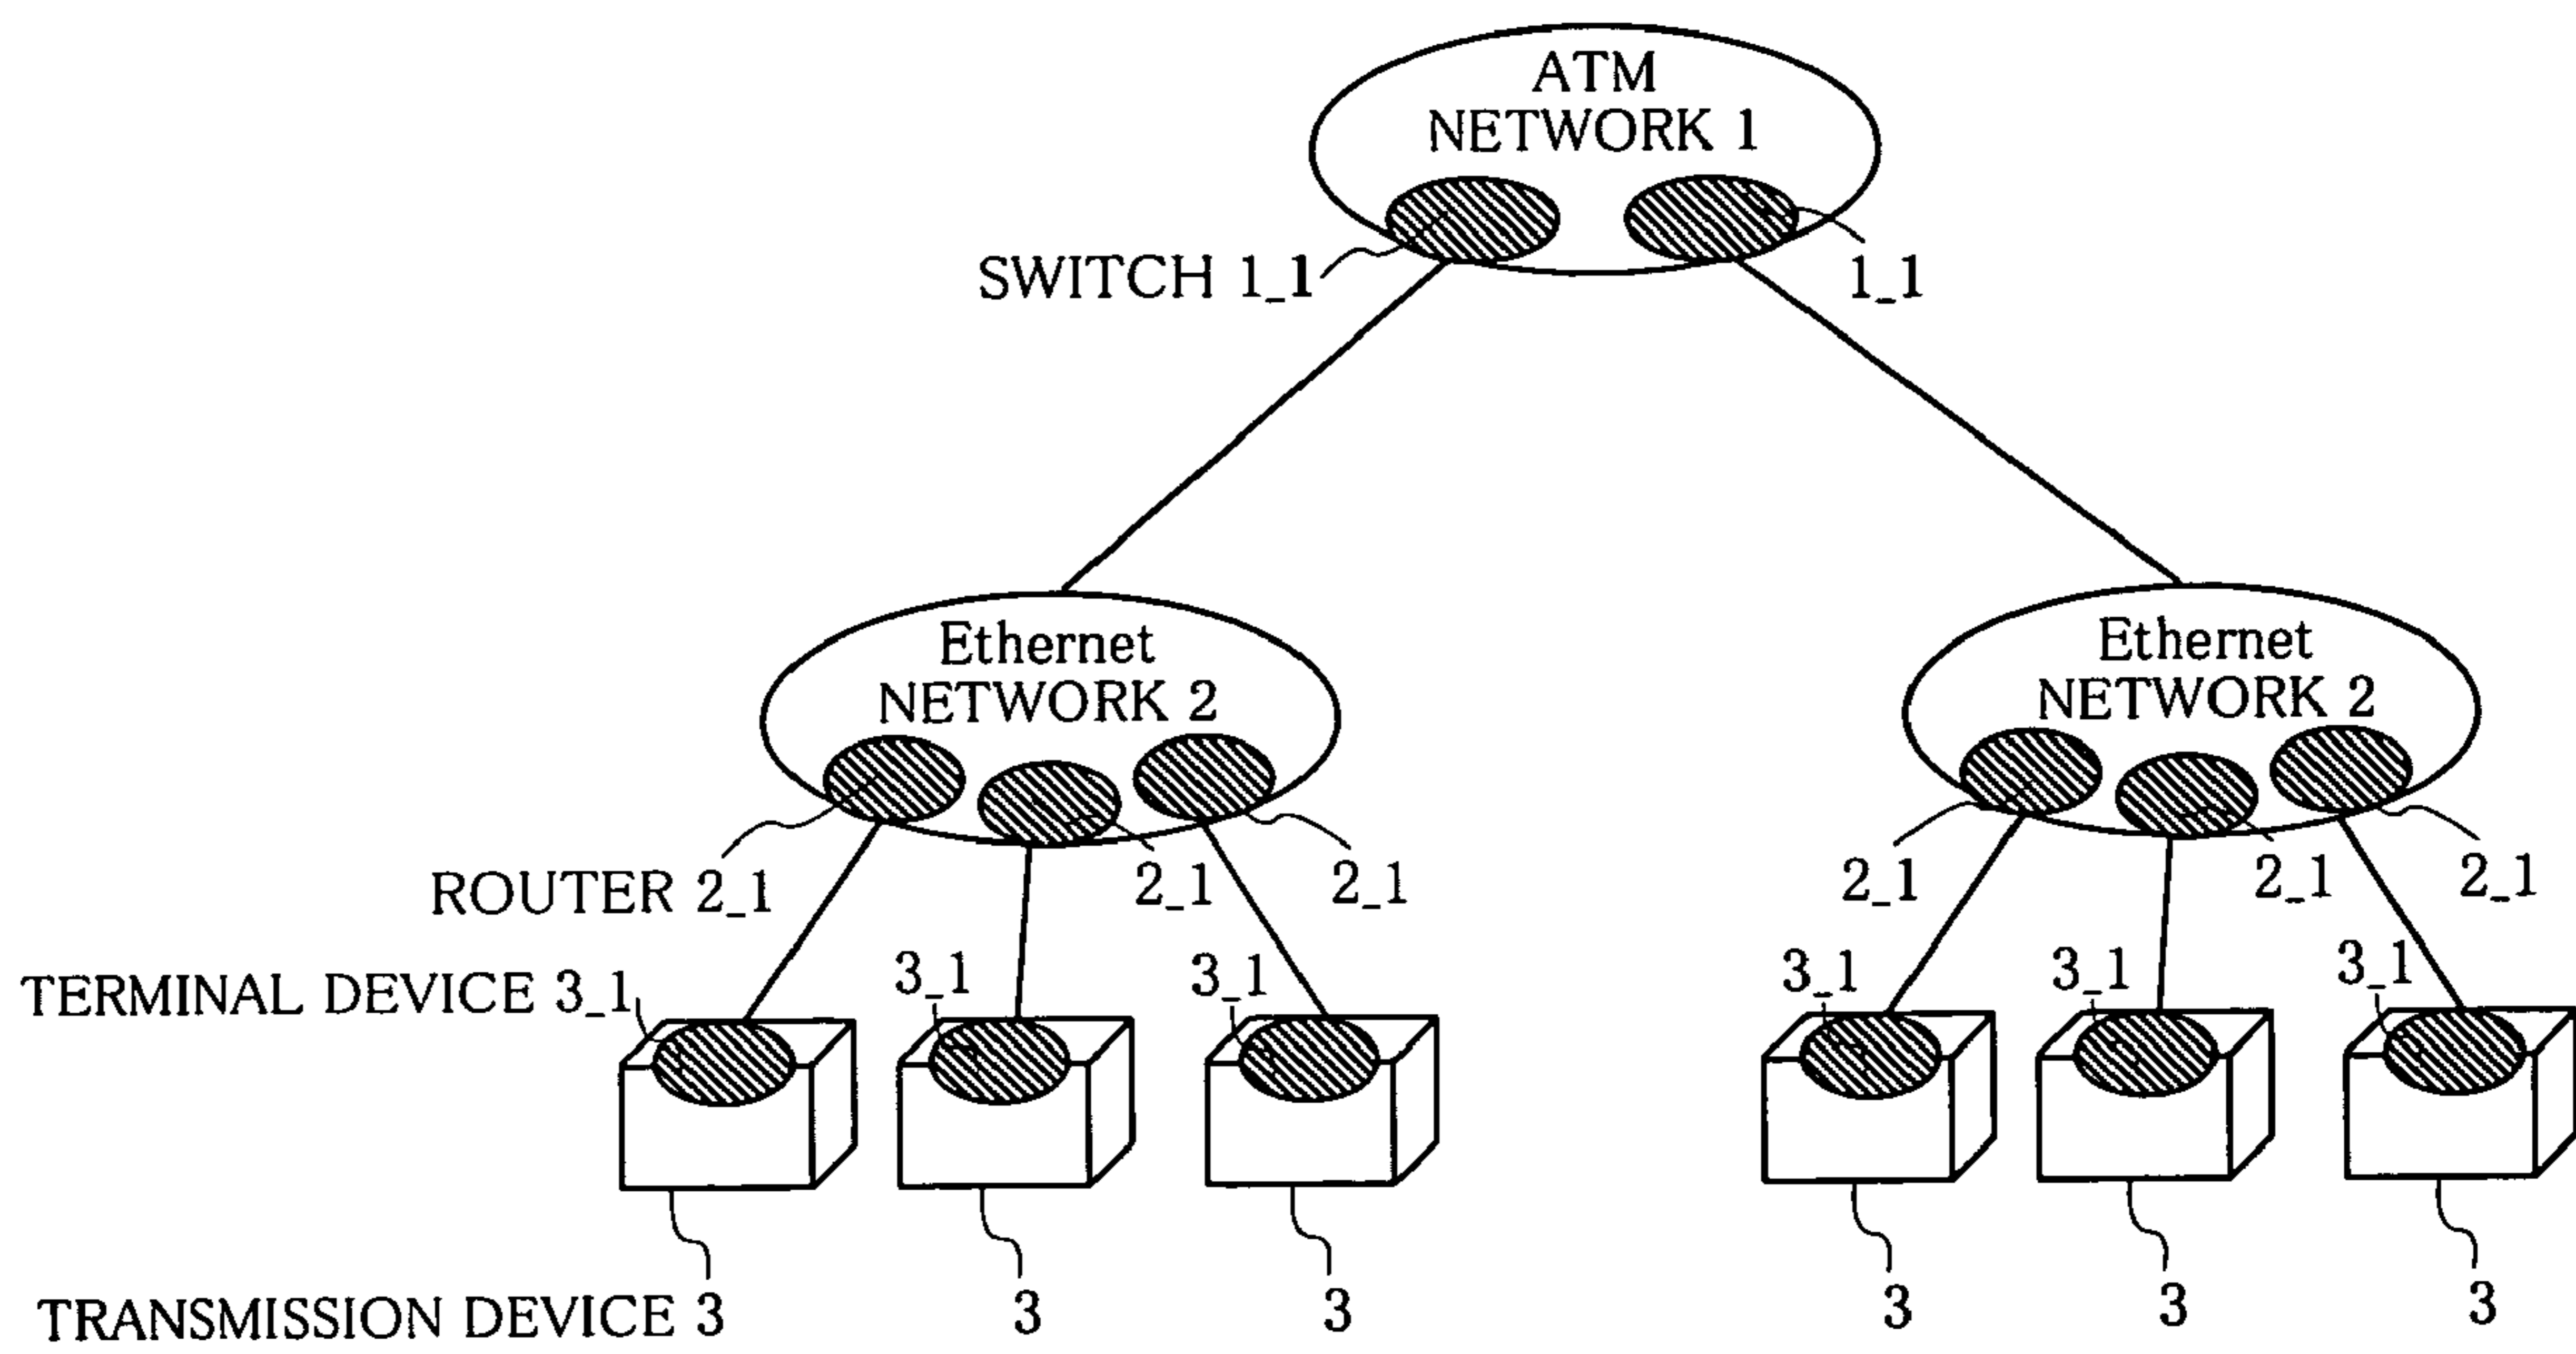 ATM
NETWORK 1
SWITCH 1_1
1_1
Ethernet
NETWORK 2
Ethernet
NETWORK 2
ROUTER 2_1
2_1
2_1
2_1
2_1
2_1
TERMINAL DEVICE 3_1
3_1
3_1
3_1
3_1
3_1
TRANSMISSION DEVICE 3
3
3
3
3
3